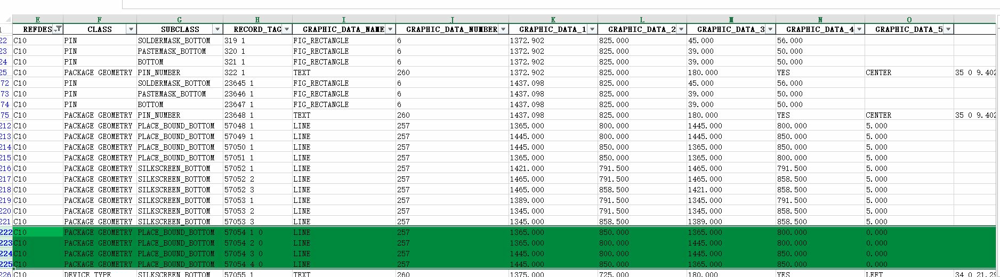 E F G H I J K L M N O
1 REFDES CLASS SUBCLASS RECORD_TAG GRAPHIC_DATA_NAME GRAPHIC_DATA_NUMBER GRAPHIC_DATA_1 GRAPHIC_DATA_2 GRAPHIC_DATA_3 GRAPHIC_DATA_4 GRAPHIC_DATA_5
22 C10 PIN SOLDERMASK_BOTTOM 319 1 FIG_RECTANGLE 6 1372.902 825.000 45.000 56.000
23 C10 PIN PASTEMASK_BOTTOM 320 1 FIG_RECTANGLE 6 1372.902 825.000 39.000 50.000
24 C10 PIN BOTTOM 321 1 FIG_RECTANGLE 6 1372.902 825.000 39.000 50.000
25 C10 PACKAGE GEOMETRY PIN_NUMBER 322 1 TEXT 260 1372.902 825.000 180.000 YES CENTER 35 0 9.402
72 C10 PIN SOLDERMASK_BOTTOM 23645 1 FIG_RECTANGLE 6 1437.098 825.000 45.000 56.000
73 C10 PIN PASTEMASK_BOTTOM 23646 1 FIG_RECTANGLE 6 1437.098 825.000 39.000 50.000
74 C10 PIN BOTTOM 23647 1 FIG_RECTANGLE 6 1437.098 825.000 39.000 50.000
75 C10 PACKAGE GEOMETRY PIN_NUMBER 23648 1 TEXT 260 1437.098 825.000 180.000 YES CENTER 35 0 9.402
212 C10 PACKAGE GEOMETRY PLACE_BOUND_BOTTOM 57048 1 LINE 257 1365.000 800.000 1445.000 800.000 5.000
213 C10 PACKAGE GEOMETRY PLACE_BOUND_BOTTOM 57049 1 LINE 257 1445.000 800.000 1445.000 850.000 5.000
214 C10 PACKAGE GEOMETRY PLACE_BOUND_BOTTOM 57050 1 LINE 257 1445.000 850.000 1365.000 850.000 5.000
215 C10 PACKAGE GEOMETRY PLACE_BOUND_BOTTOM 57051 1 LINE 257 1365.000 850.000 1365.000 800.000 5.000
216 C10 PACKAGE GEOMETRY SILKSCREEN_BOTTOM 57052 1 LINE 257 1421.000 791.500 1465.000 791.500 5.000
217 C10 PACKAGE GEOMETRY SILKSCREEN_BOTTOM 57052 2 LINE 257 1465.000 791.500 1465.000 858.500 5.000
218 C10 PACKAGE GEOMETRY SILKSCREEN_BOTTOM 57052 3 LINE 257 1465.000 858.500 1421.000 858.500 5.000
219 C10 PACKAGE GEOMETRY SILKSCREEN_BOTTOM 57053 1 LINE 257 1389.000 791.500 1345.000 791.500 5.000
220 C10 PACKAGE GEOMETRY SILKSCREEN_BOTTOM 57053 2 LINE 257 1345.000 791.500 1345.000 858.500 5.000
221 C10 PACKAGE GEOMETRY SILKSCREEN_BOTTOM 57053 3 LINE 257 1345.000 858.500 1389.000 858.500 5.000
222 C10 PACKAGE GEOMETRY PLACE_BOUND_BOTTOM 57054 1 0 LINE 257 1365.000 850.000 1365.000 800.000 0.000
223 C10 PACKAGE GEOMETRY PLACE_BOUND_BOTTOM 57054 2 0 LINE 257 1365.000 800.000 1445.000 800.000 0.000
224 C10 PACKAGE GEOMETRY PLACE_BOUND_BOTTOM 57054 3 0 LINE 257 1445.000 800.000 1445.000 850.000 0.000
225 C10 PACKAGE GEOMETRY PLACE_BOUND_BOTTOM 57054 4 0 LINE 257 1445.000 850.000 1365.000 850.000 0.000
226 C10 DEVICE TYPE SILKSCREEN_BOTTOM 57055 1 TEXT 260 1375.000 725.000 180.000 YES LEFT 34 0 21.29